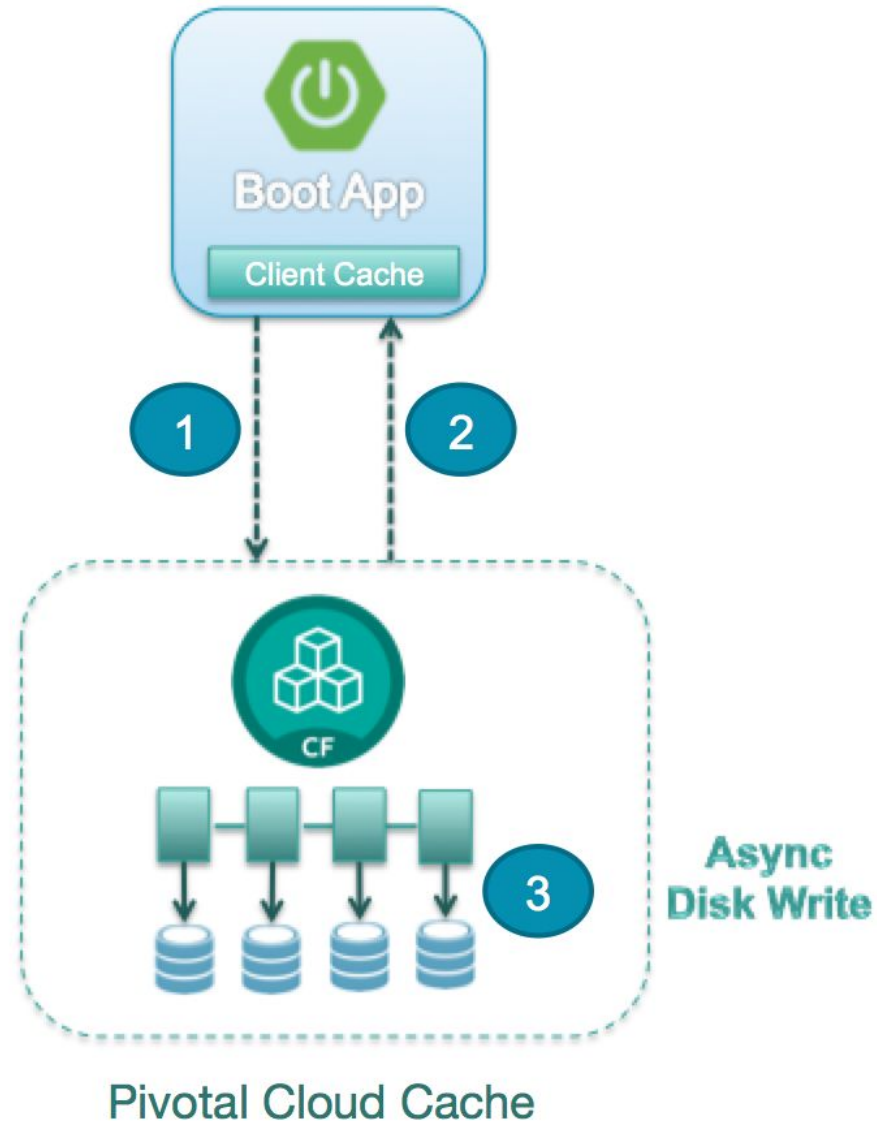 Boot App
Client Cache
1
2
CF
3
Async
Disk Write
Pivotal Cloud Cache